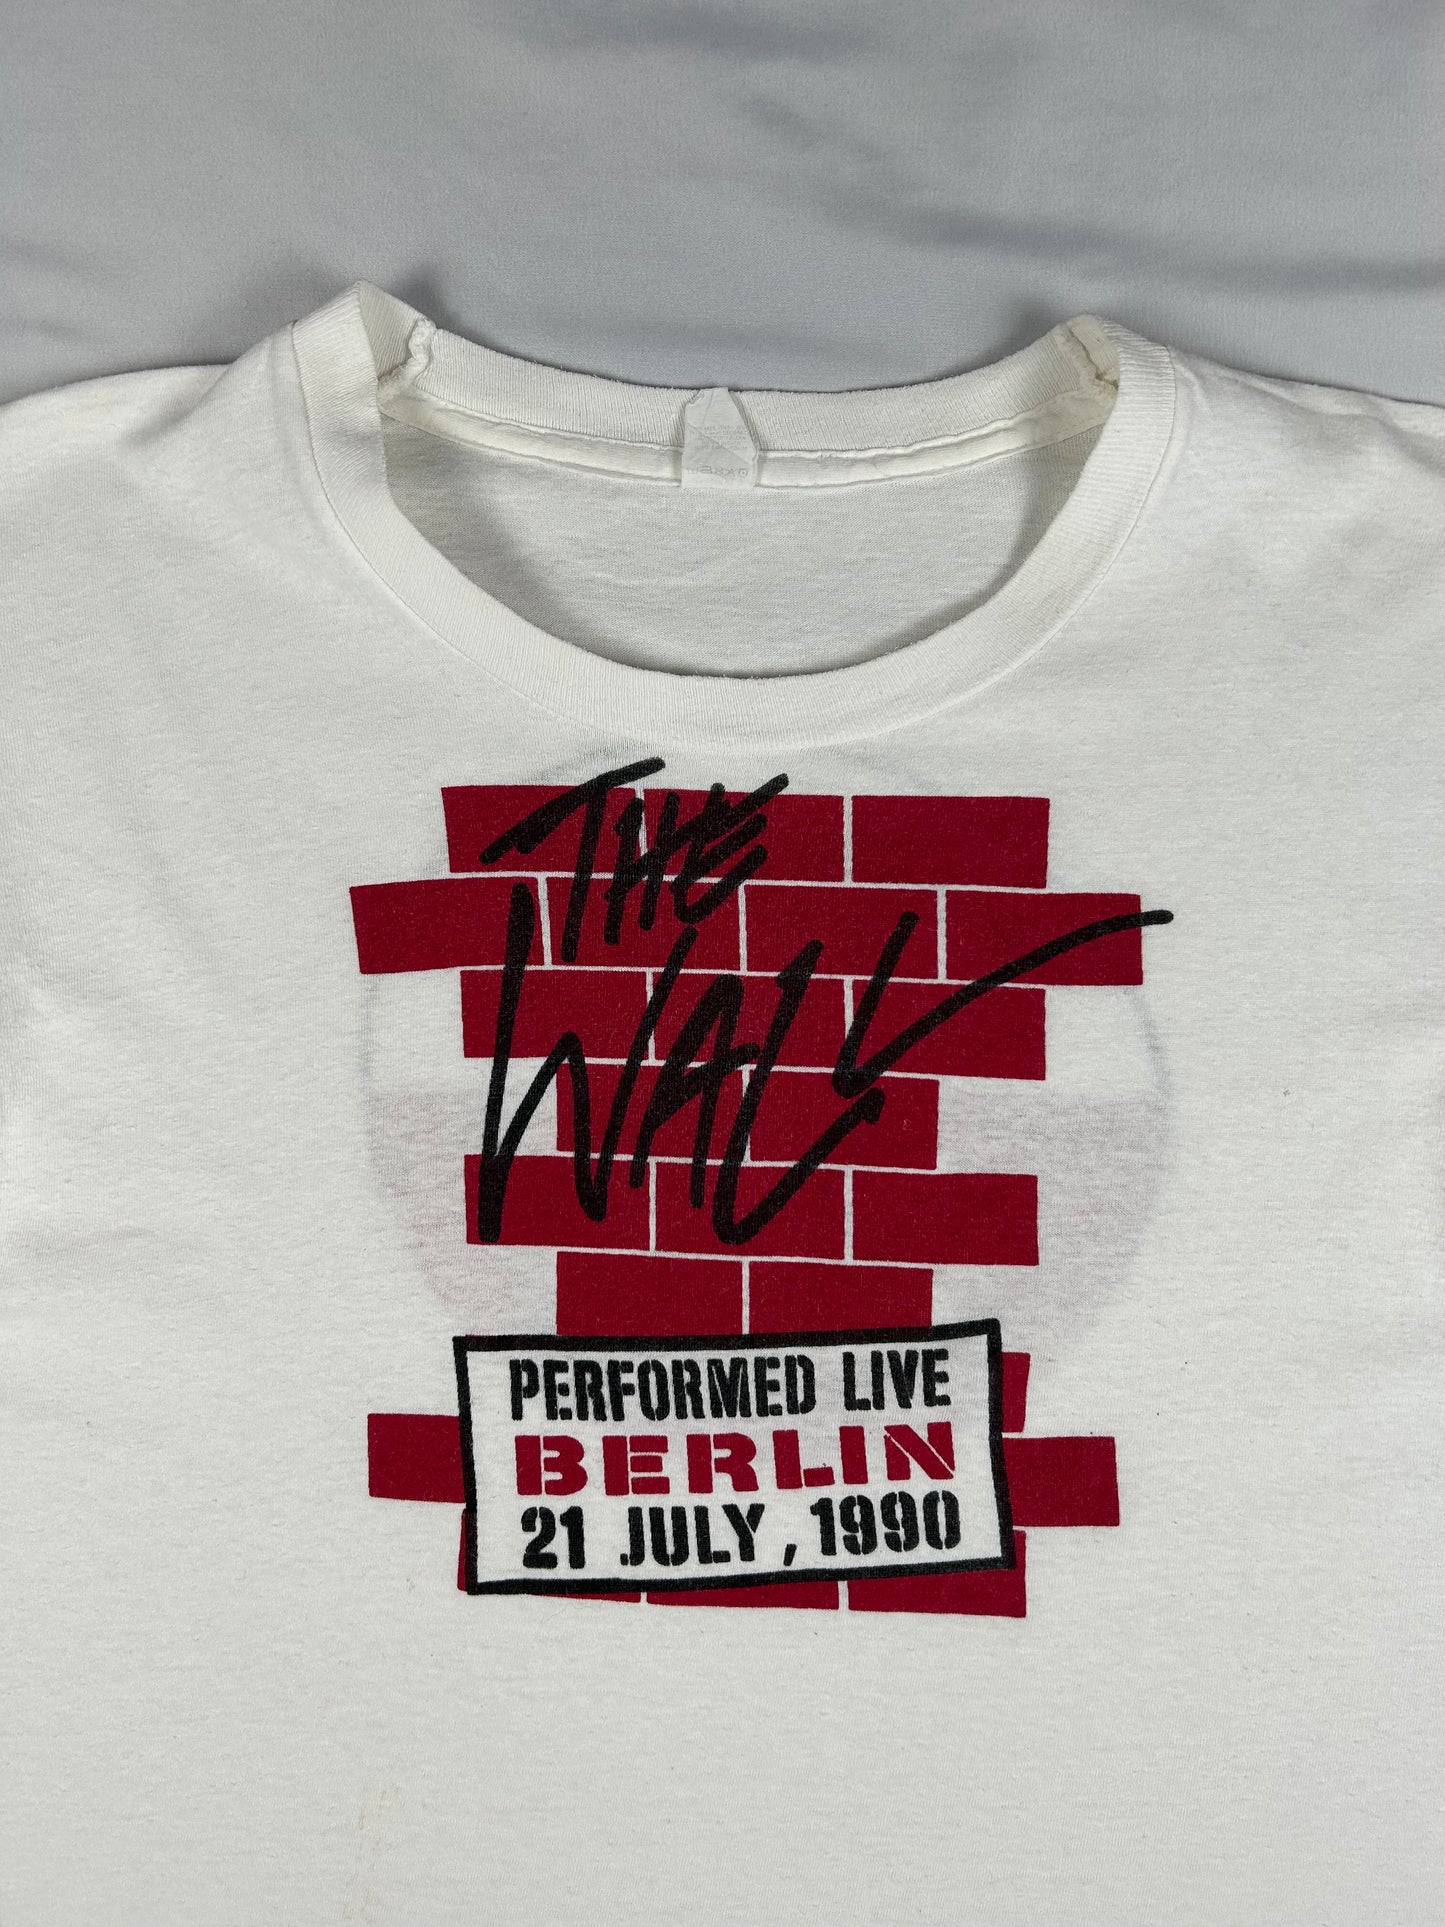 THE
WALL
PERFORMED LIVE
BERLIN
21 JULY, 1990